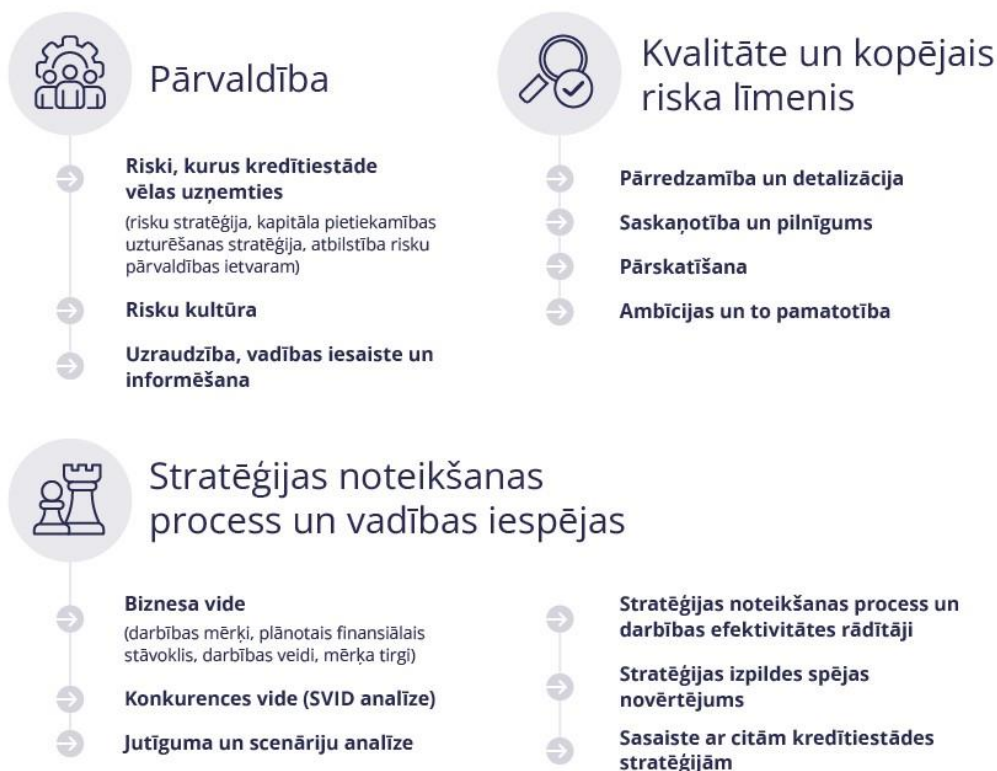 Pārvaldība
Riski, kurus kredītiestāde
vēlas uzņemties
(risku stratēģija, kapitāla pietiekamības
uzturēšanas stratēģija, atbilstība risku
pārvaldības ietvaram)
Risku kultūra
Uzraudzība, vadības iesaiste un
informēšana
Kvalitāte un kopējais
riska līmenis
Pārredzamība un detalizācija
Saskaņotība un pilnīgums
Pārskatīšana
Ambīcijas un to pamatotība
Stratēģijas noteikšanas
process un vadības iespējas
Biznesa vide
(darbības mērķi, plānotais finansiālais
stāvoklis, darbības veidi, mērķa tirgi)
Konkurences vide (SVID analīze)
Jutīguma un scenāriju analīze
Stratēģijas noteikšanas process un
darbības efektivitātes rādītāji
Stratēģijas izpildes spējas
novērtējums
Sasaiste ar citām kredītiestādes
stratēģijām